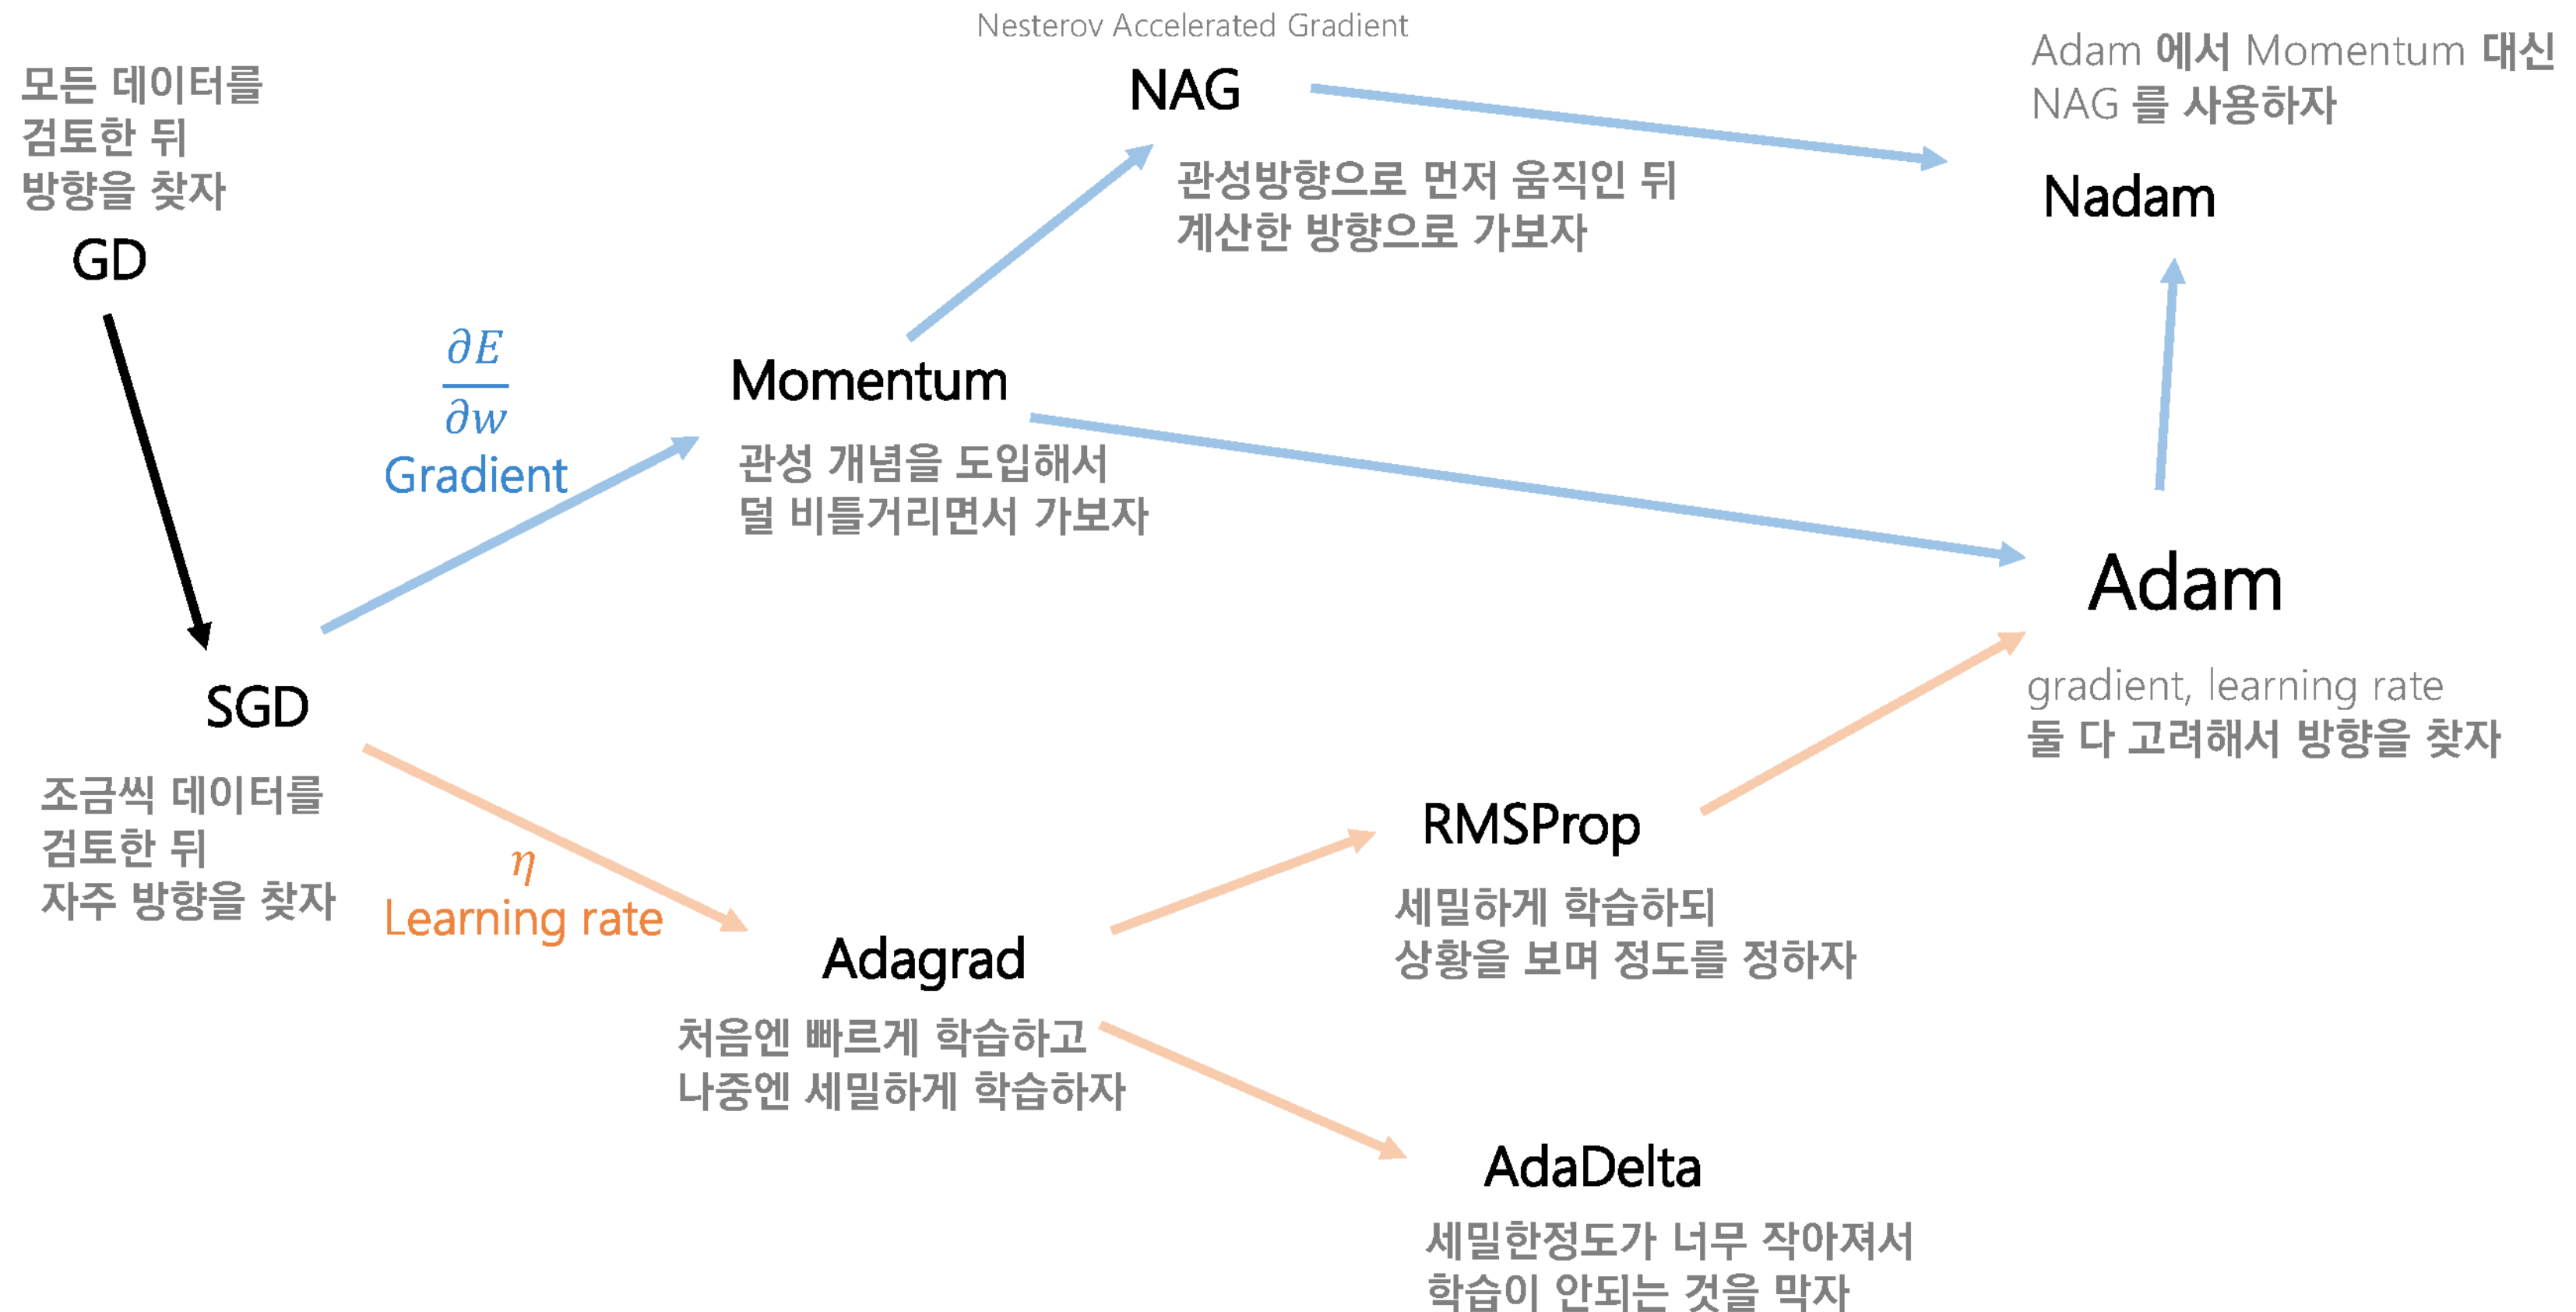 모든 데이터를
검토한 뒤
방향을 찾자
GD
SGD
조금씩 데이터를
검토한 뒤
자주 방향을 찾자
∂E
∂w
Gradient
Momentum
관성 개념을 도입해서
덜 비틀거리면서 가보자
Nesterov Accelerated Gradient
NAG
관성방향으로 먼저 움직인 뒤
계산한 방향으로 가보자
Adam 에서 Momentum 대신
NAG 를 사용하자
Nadam
Adam
gradient, learning rate
둘 다 고려해서 방향을 찾자
η
Learning rate
Adagrad
처음엔 빠르게 학습하고
나중엔 세밀하게 학습하자
RMSProp
세밀하게 학습하되
상황을 보며 정도를 정하자
AdaDelta
세밀한정도가 너무 작아져서
학습이 안되는 것을 막자